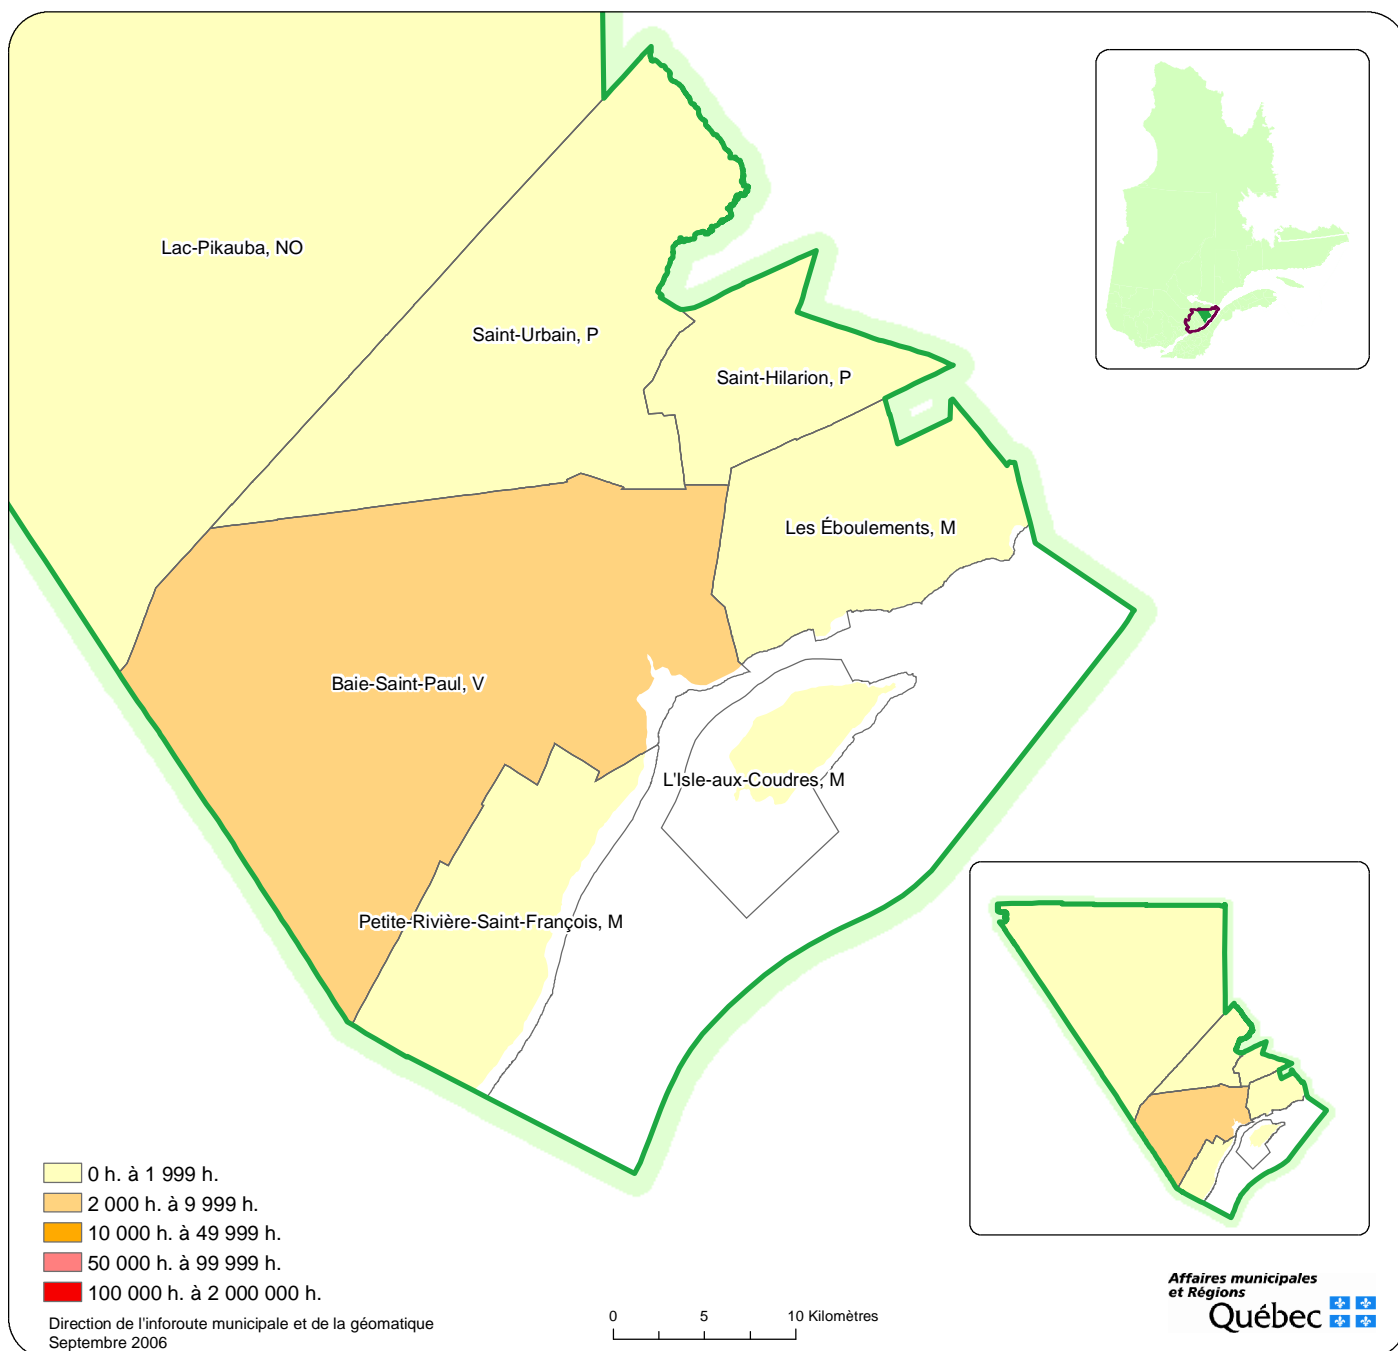 Lac-Pikauba, NO
Saint-Urbain, P
Saint-Hilarion, P
Les Éboulements, M
Baie-Saint-Paul, V
L'Isle-aux-Coudres, M
Petite-Rivière-Saint-François, M
0 h. à 1 999 h.
2 000 h. à 9 999 h.
10 000 h. à 49 999 h.
50 000 h. à 99 999 h.
100 000 h. à 2 000 000 h.
Direction de l'inforoute municipale et de la géomatique
Septembre 2006
0 5 10 Kilomètres
Affaires municipales
et Régions
Québec